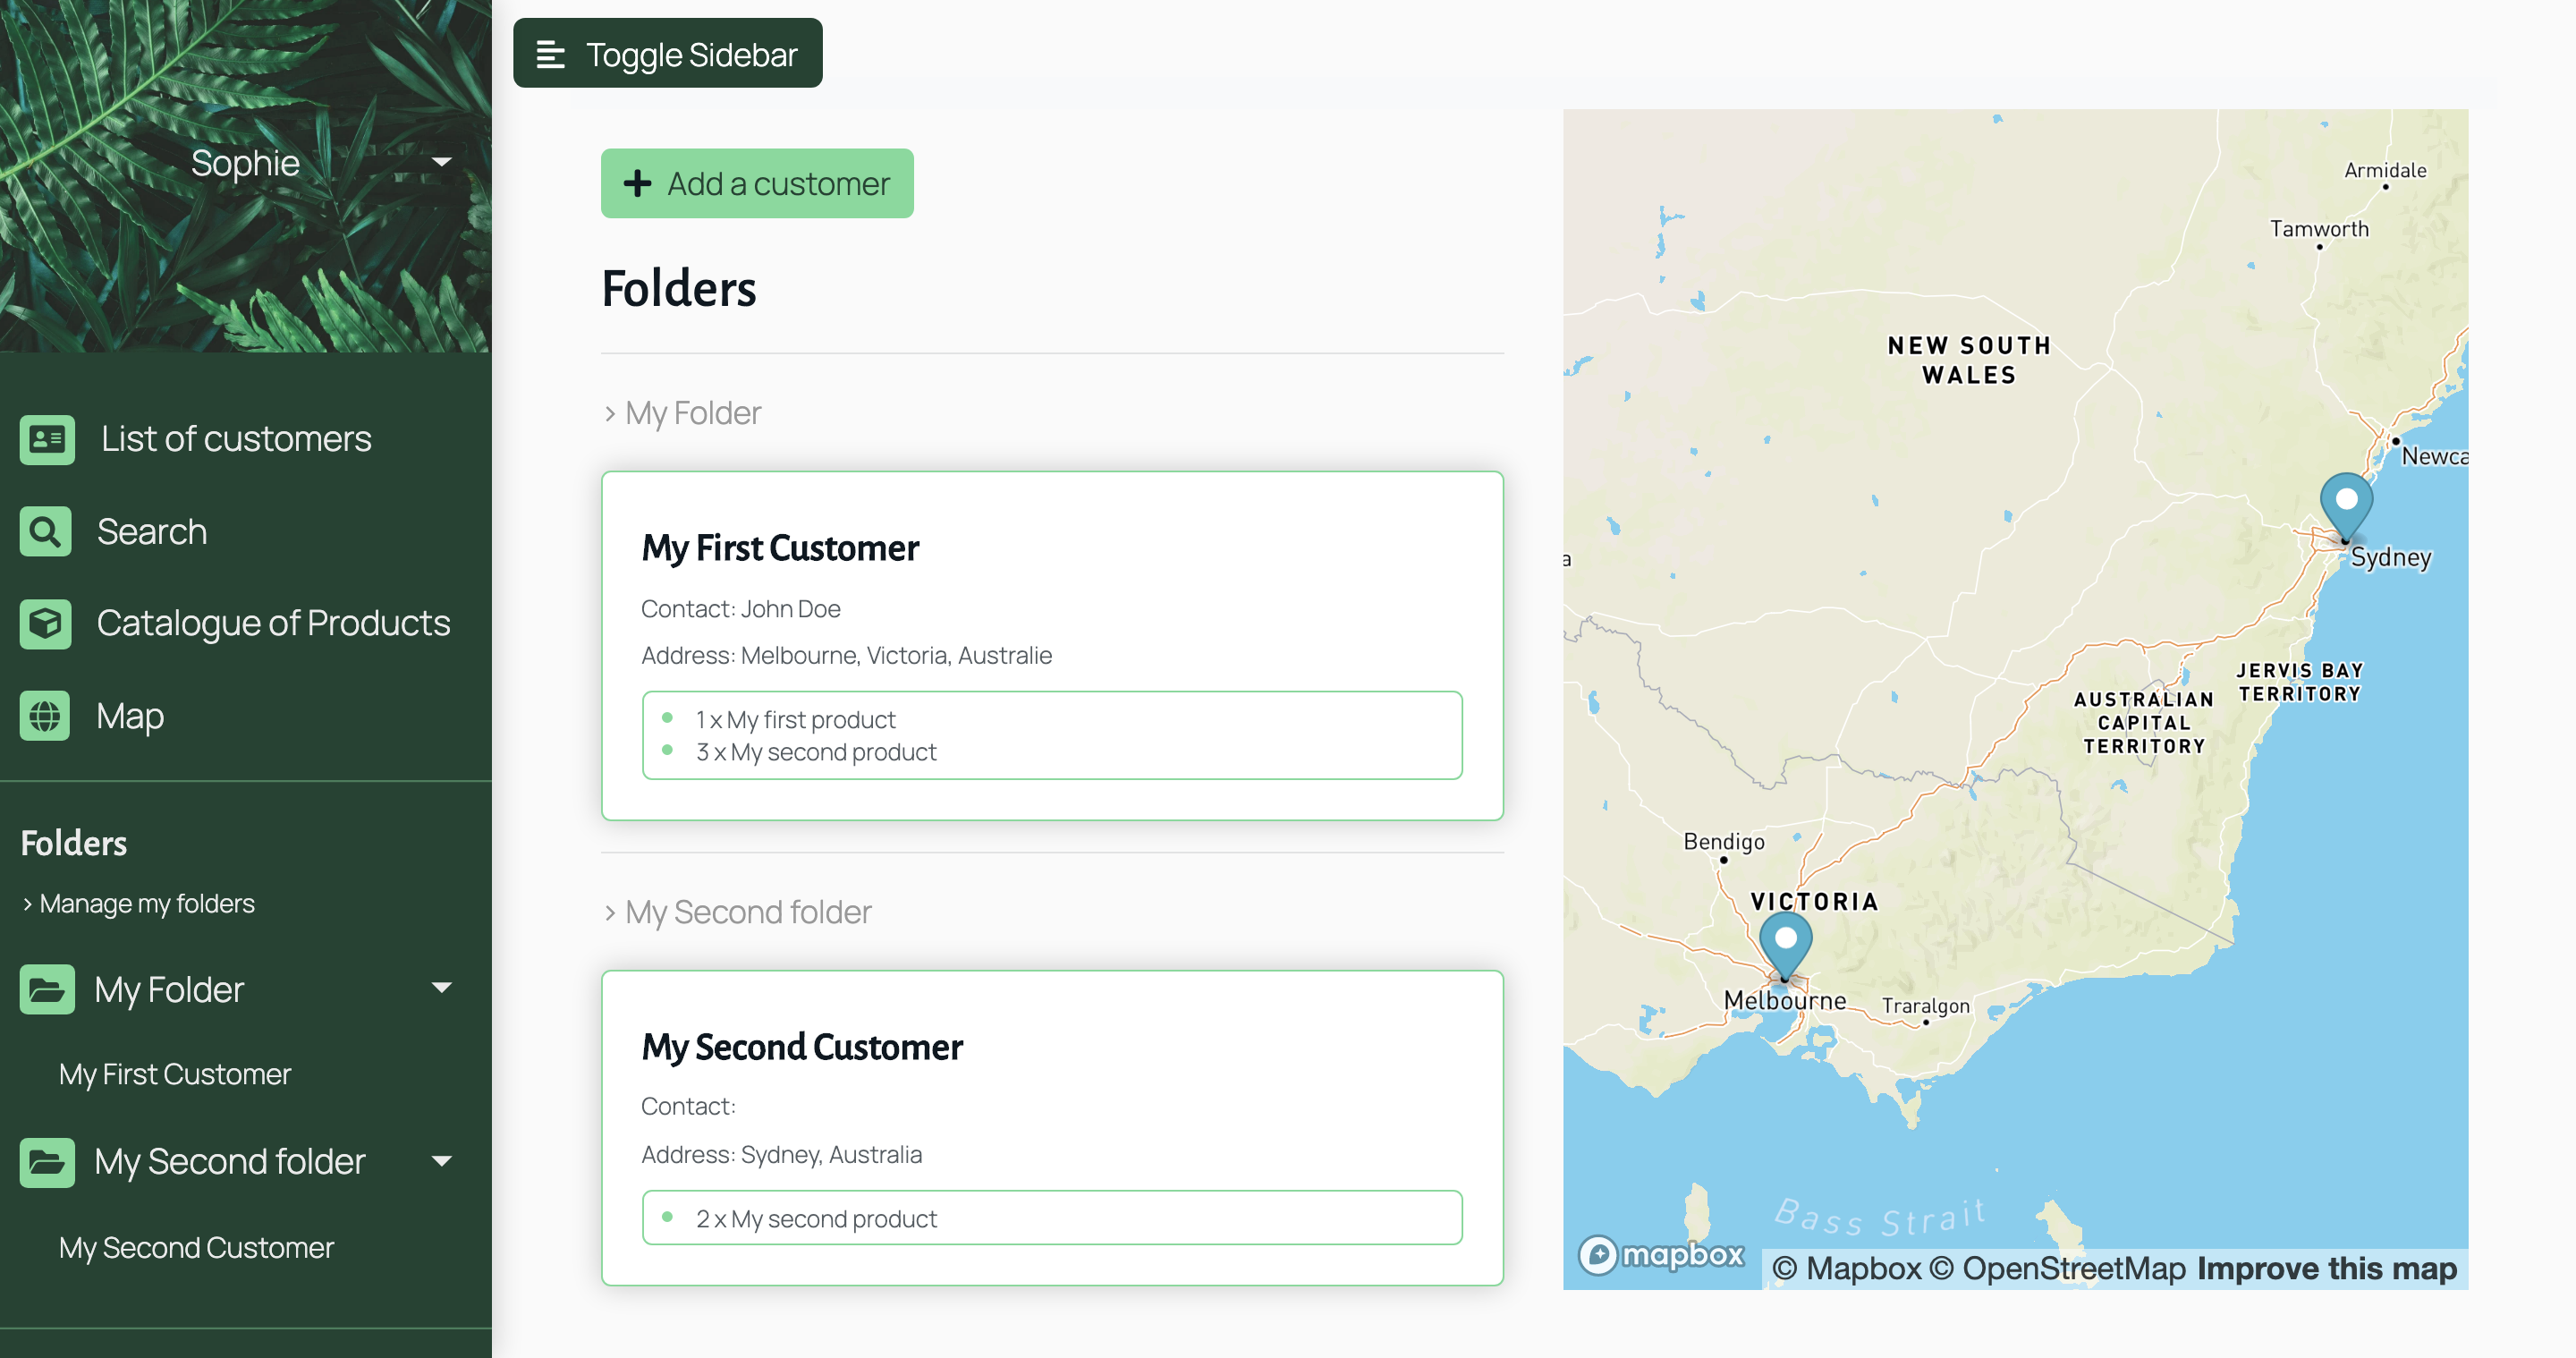 Sophie
List of customers
Search
Catalogue of Products
Map
Folders
> Manage my folders
My Folder
My First Customer
My Second folder
My Second Customer
Toggle Sidebar
Add a customer
Folders
> My Folder
My First Customer
Contact: John Doe
Address: Melbourne, Victoria, Australie
1 x My first product
3 x My second product
> My Second folder
My Second Customer
Contact:
Address: Sydney, Australia
2 x My second product
Armidale
Tamworth
NEW SOUTH
WALES
Newca
Sydney
a
JERVIS BAY
TERRITORY
AUSTRALIAN
CAPITAL
TERRITORY
Bendigo
VICTORIA
Melbourne
Traralgon
Bass Strait
mapbox
© Mapbox © OpenStreetMap Improve this map